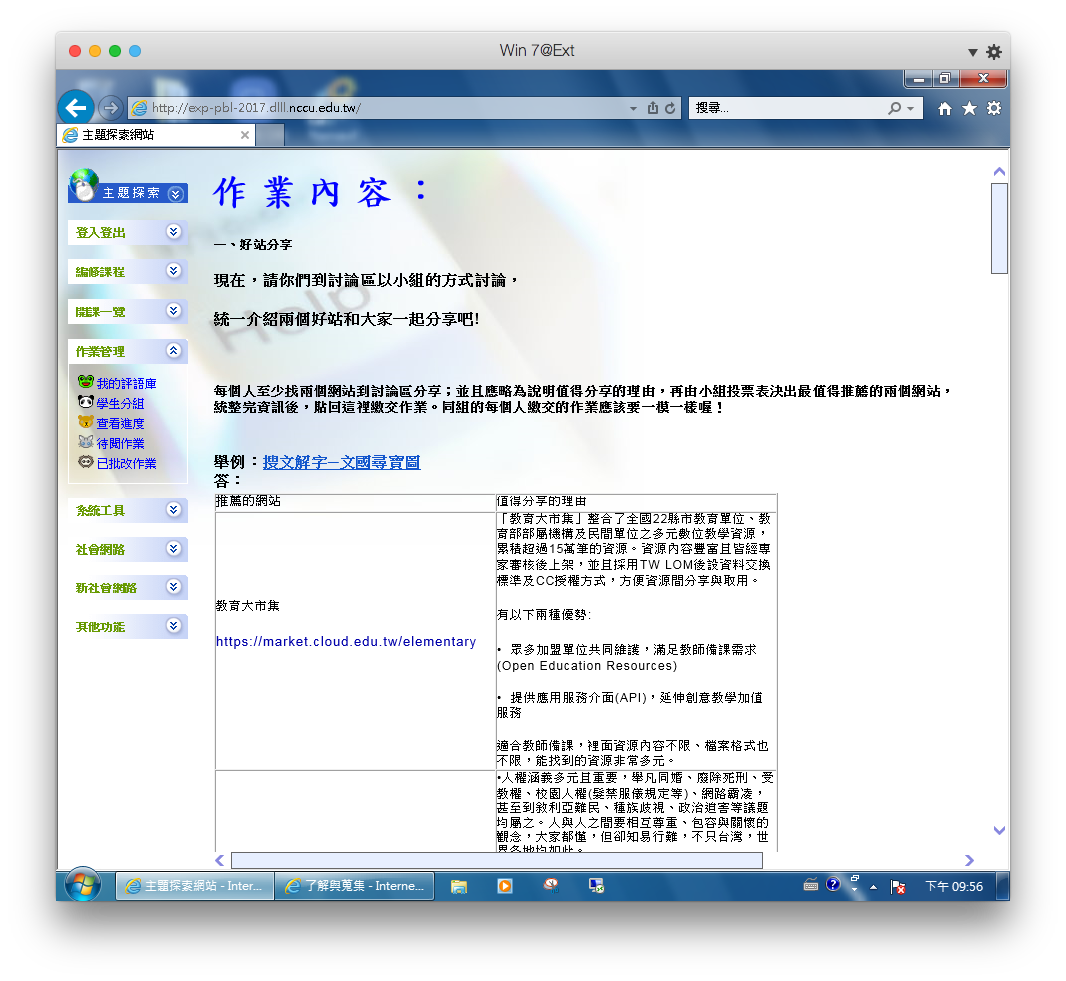 Win 7@Ext
http://exp-pbl-2017.dlll.nccu.edu.tw/
搜尋...
主題探索網站
主題探索
登入登出
編修課程
開課一覽
作業管理
我的評語庫
學生分組
查看進度
待閱作業
已批改作業
系統工具
社會網路
新社會網路
其他功能
作業內容：
一、好站分享
現在，請你們到討論區以小組的方式討論，
統一介紹兩個好站和大家一起分享吧!
每個人至少找兩個網站到討論區分享；並且應略為說明值得分享的理由，再由小組投票表決出最值得推薦的兩個網站，
統整完資訊後，貼回這裡繳交作業。同組的每個人繳交的作業應該要一模一樣喔！
舉例：搜文解字－文國尋寶圖
答：
推薦的網站
值得分享的理由
教育大市集
https://market.cloud.edu.tw/elementary
「教育大市集」整合了全國22縣市教育單位、教
育部部屬機構及民間單位之多元數位教學資源，
累積超過15萬筆的資源。資源內容豐富且皆經專
家審核後上架，並且採用TW LOM後設資料交換
標準及CC授權方式，方便資源間分享與取用。
有以下兩種優勢:
• 眾多加盟單位共同維護，滿足教師備課需求
(Open Education Resources)
• 提供應用服務介面(API)，延伸創意教學加值
服務
適合教師備課，裡面資源內容不限、檔案格式也
不限，能找到的資源非常多元。
•人權涵義多元且重要，舉凡同婚、廢除死刑、受
教權、校園人權(髮禁服儀規定等)、網路霸凌，
甚至到敘利亞難民、種族歧視、政治迫害等議題
均屬之。人與人之間要相互尊重、包容與關懷的
觀念，大家都懂，但卻知易行難，不只台灣，世
界各地均如此。
Help
主題探索網站 - Inter...
了解與蒐集 - Interne...
下午 09:56